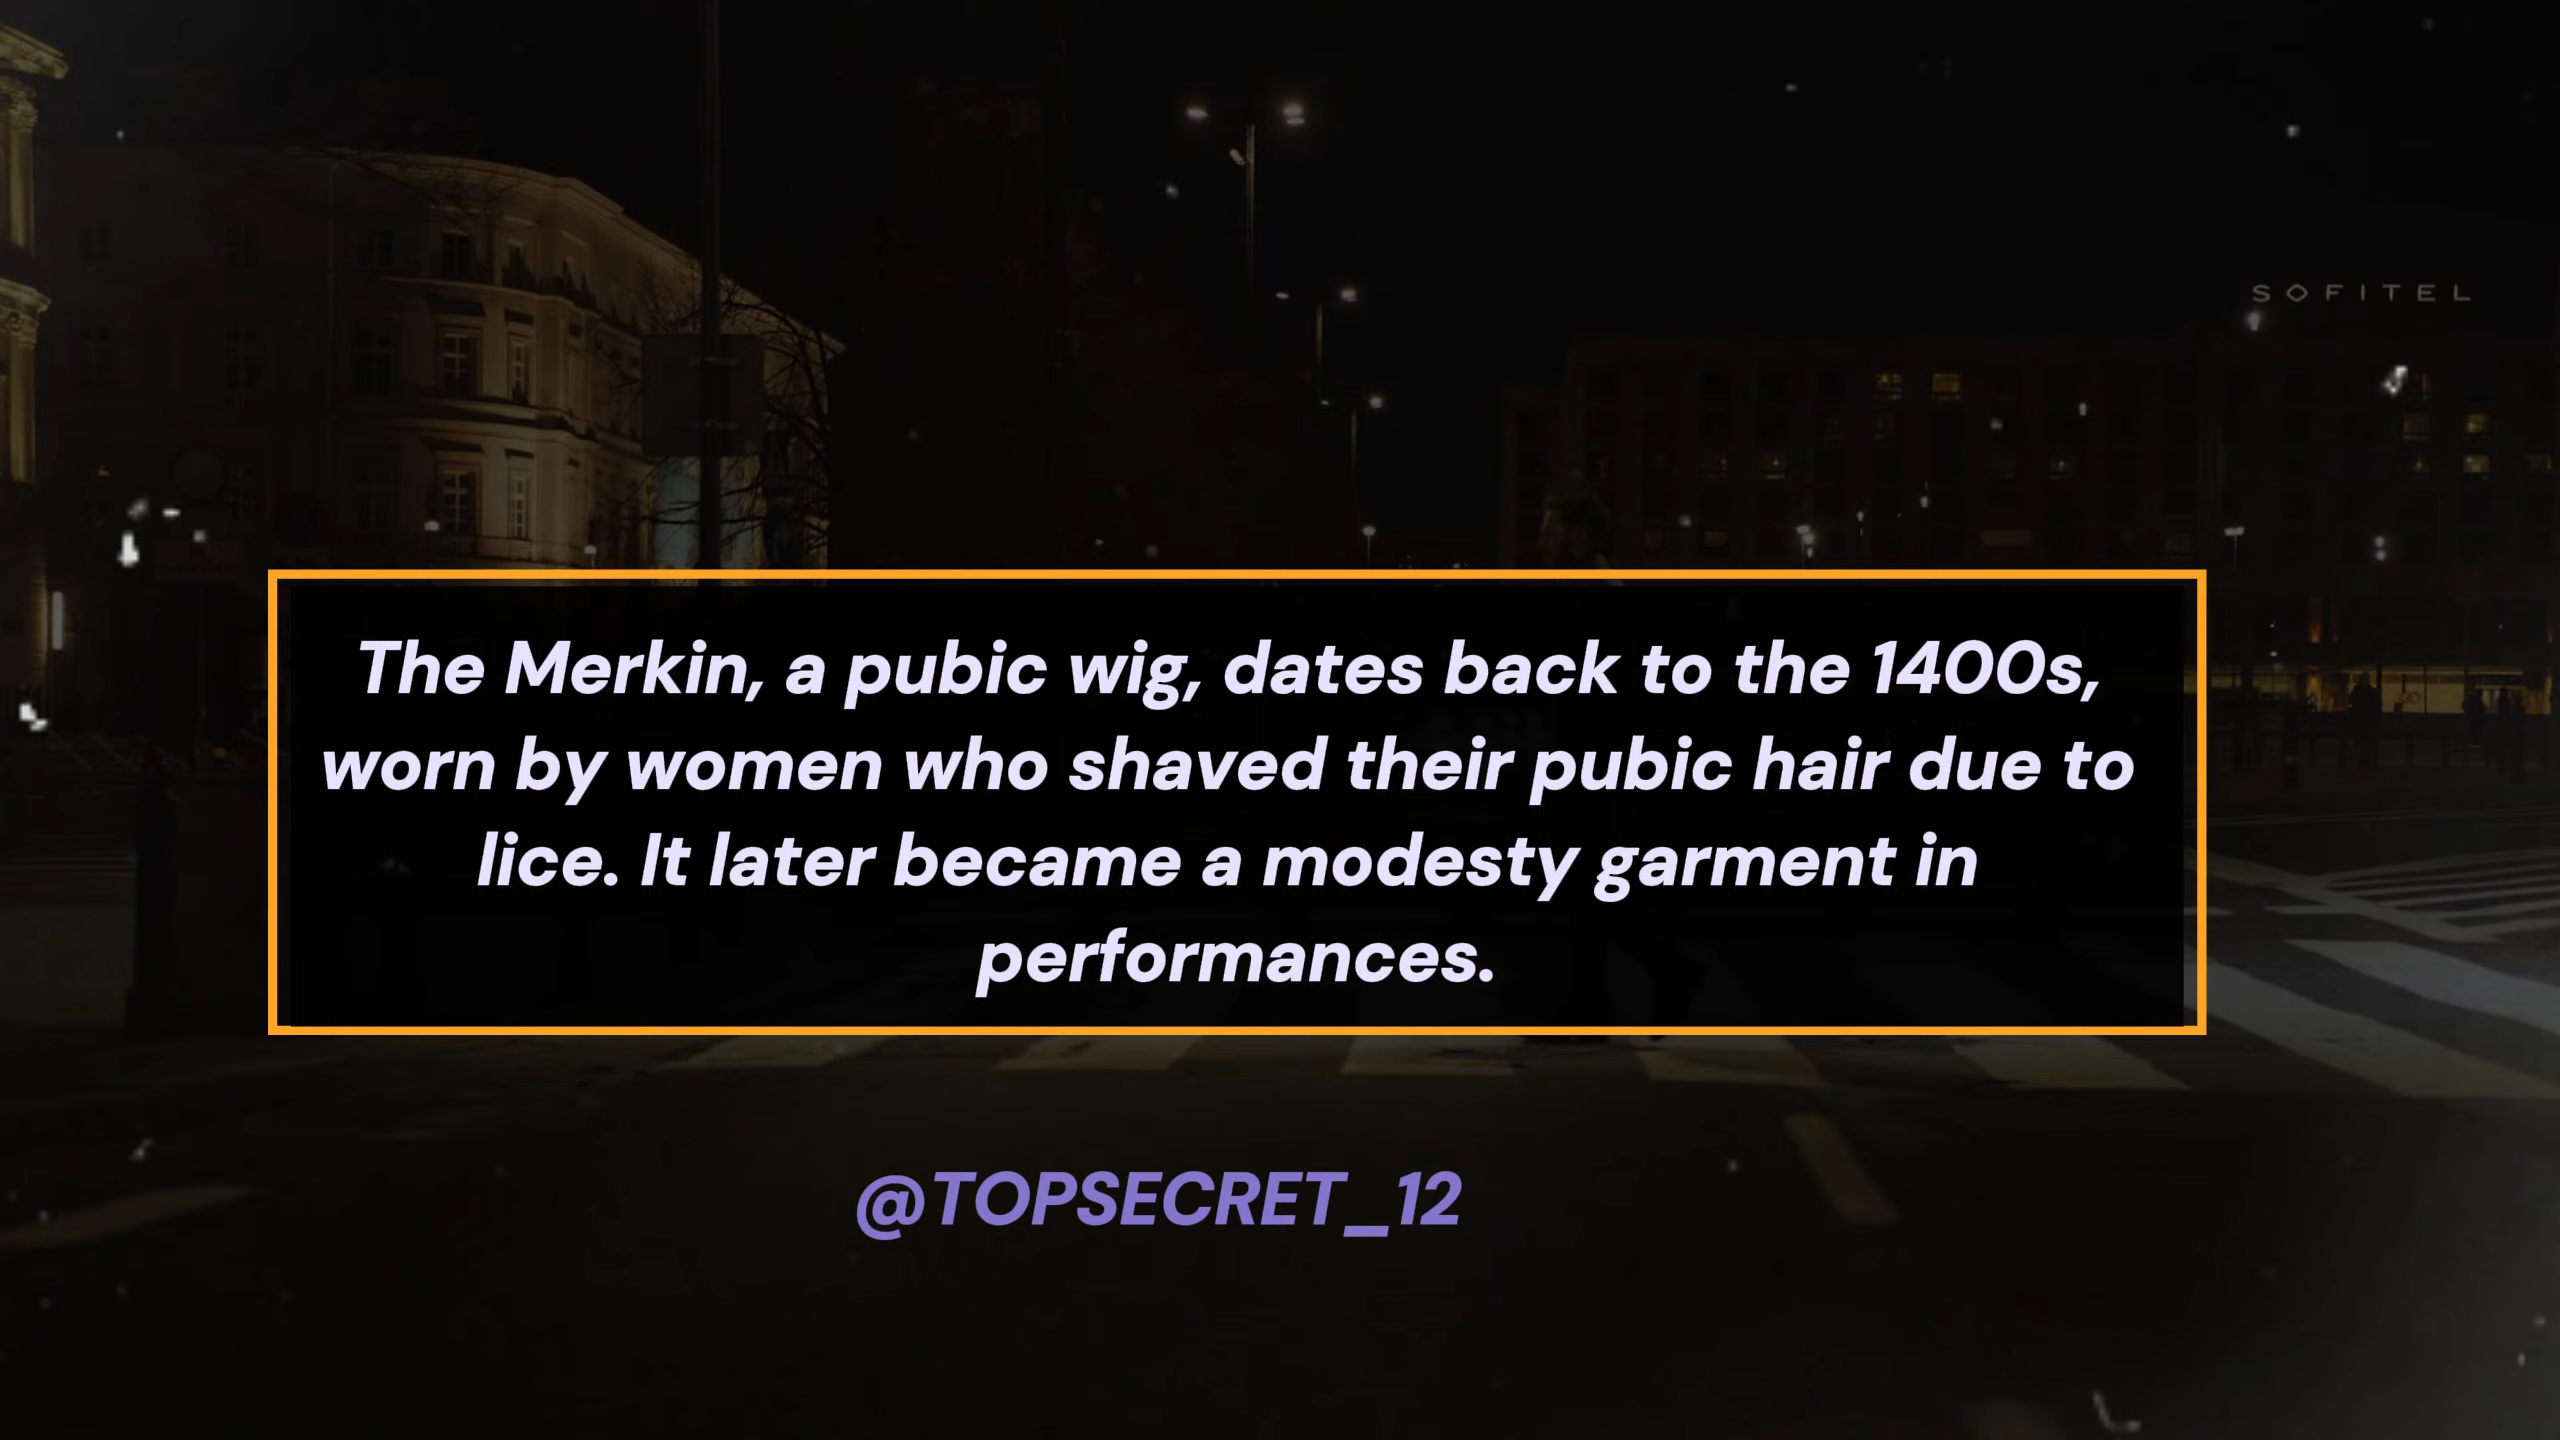 SOFITEL
The Merkin, a pubic wig, dates back to the 1400s,
worn by women who shaved their pubic hair due to
lice. It later became a modesty garment in
performances.
@TOPSECRET_12